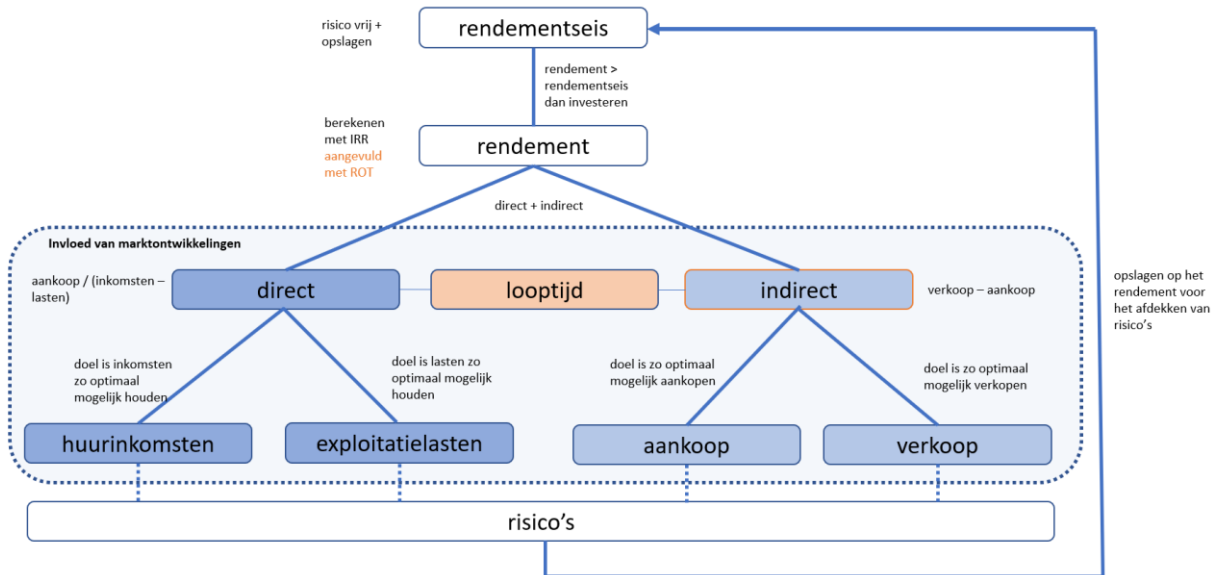 risico vrij +
opslagen
rendementseis
rendement >
rendementseis
dan investeren
berekenen
met IRR
aangevuld
met ROT
rendement
direct + indirect
Invloed van marktontwikkelingen
aankoop / (inkomsten –
lasten)
direct
looptijd
indirect
verkoop – aankoop
opslagen op het
rendement voor
het afdekken van
risico's
doel is inkomsten
zo optimaal
mogelijk houden
doel is lasten zo
optimaal mogelijk
houden
doel is zo optimaal
mogelijk aankopen
doel is zo optimaal
mogelijk verkopen
huurinkomsten
exploitatielasten
aankoop
verkoop
risico's